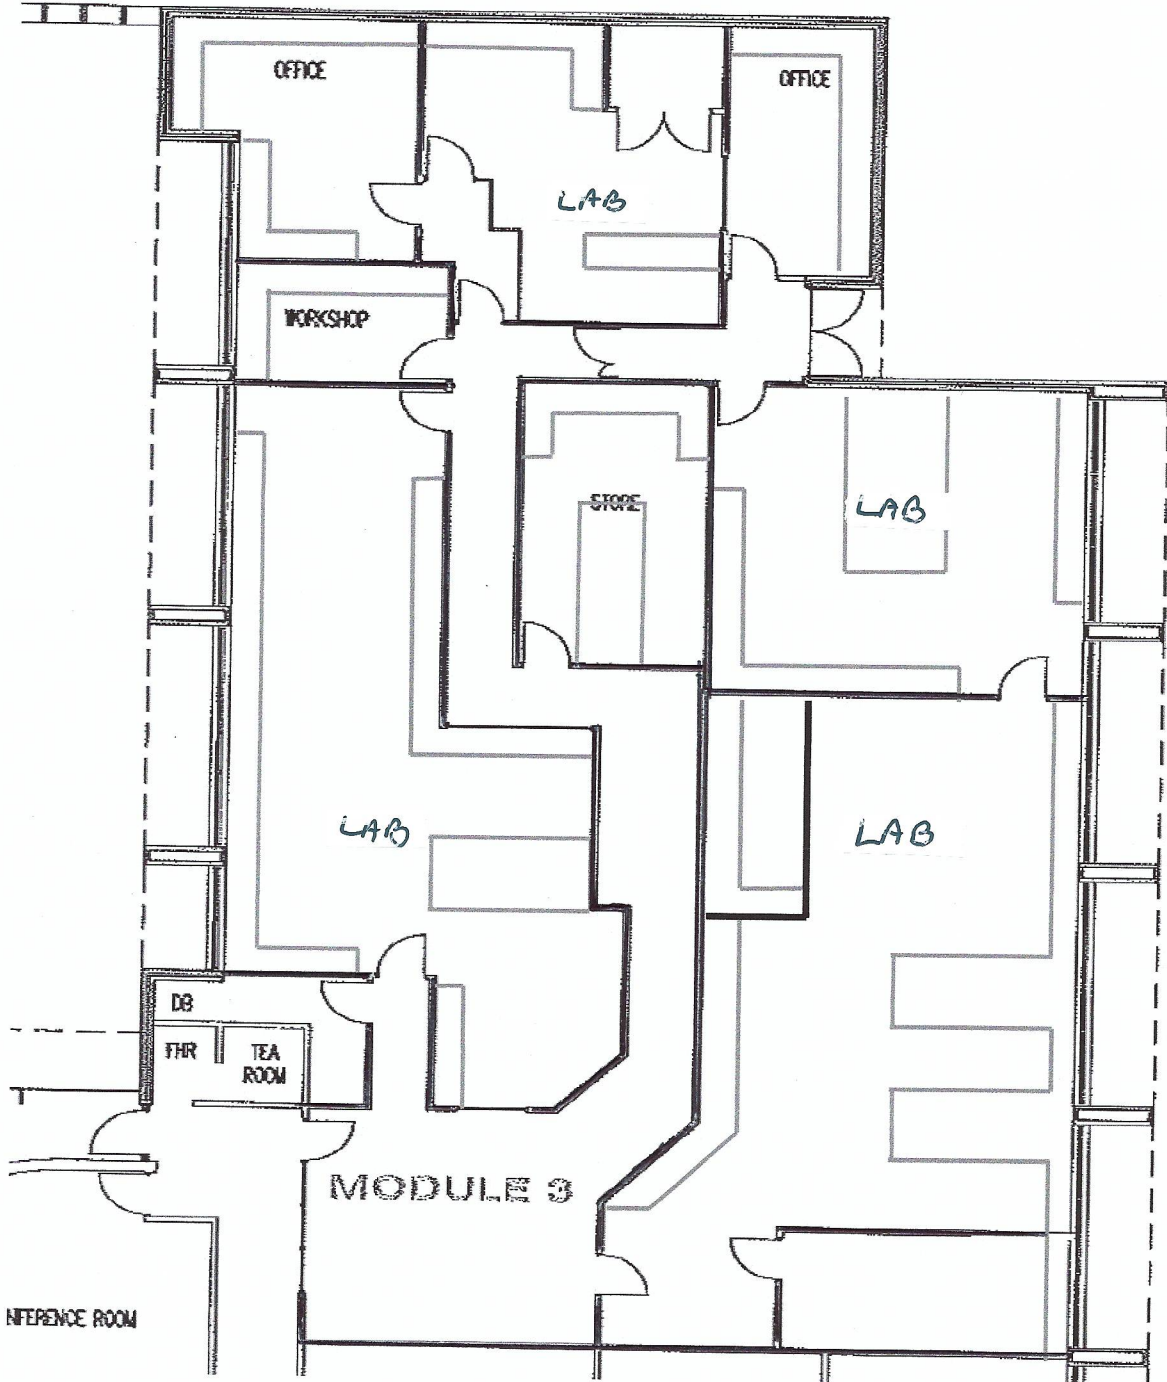 OFFICE
OFFICE
LAB
WORKSHOP
STORE
LAB
LAB
LAB
DB
FHR
TEA
ROOM
MODULE 3
NFERENCE ROOM